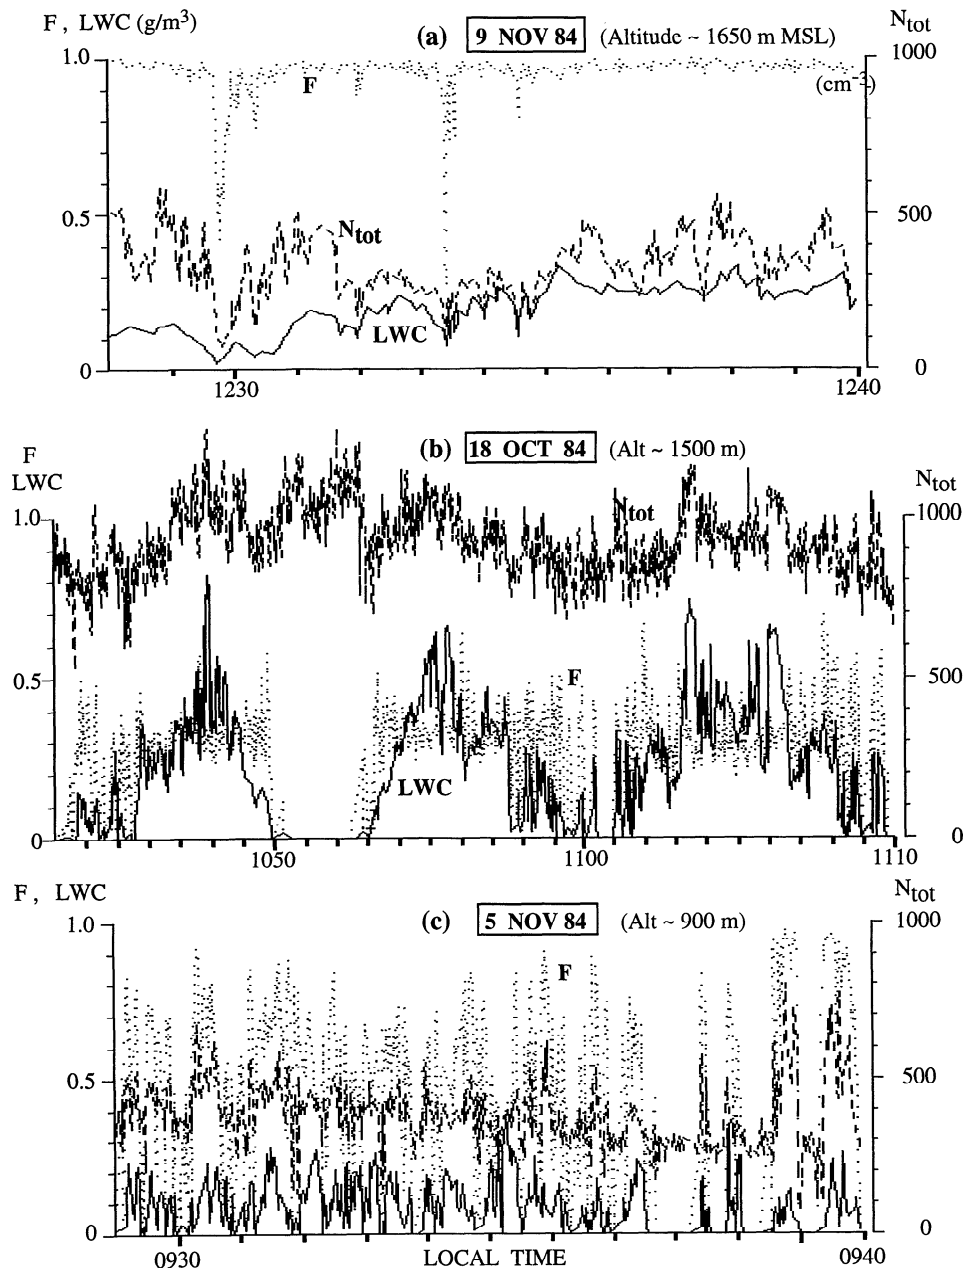 F , LWC (g/m³) (a) 9 NOV 84 (Altitude ~ 1650 m MSL) Ntot
1.0 1000
F (cm⁻³)
0.5 500
Ntot
LWC
0 0
1230 1240
F (b) 18 OCT 84 (Alt ~ 1500 m)
LWC Ntot
1.0 Ntot 1000
0.5 F 500
LWC
0 0
1050 1100 1110
F , LWC Ntot
1.0 (c) 5 NOV 84 (Alt ~ 900 m) 1000
F
0.5 500
0 0
0930 LOCAL TIME 0940